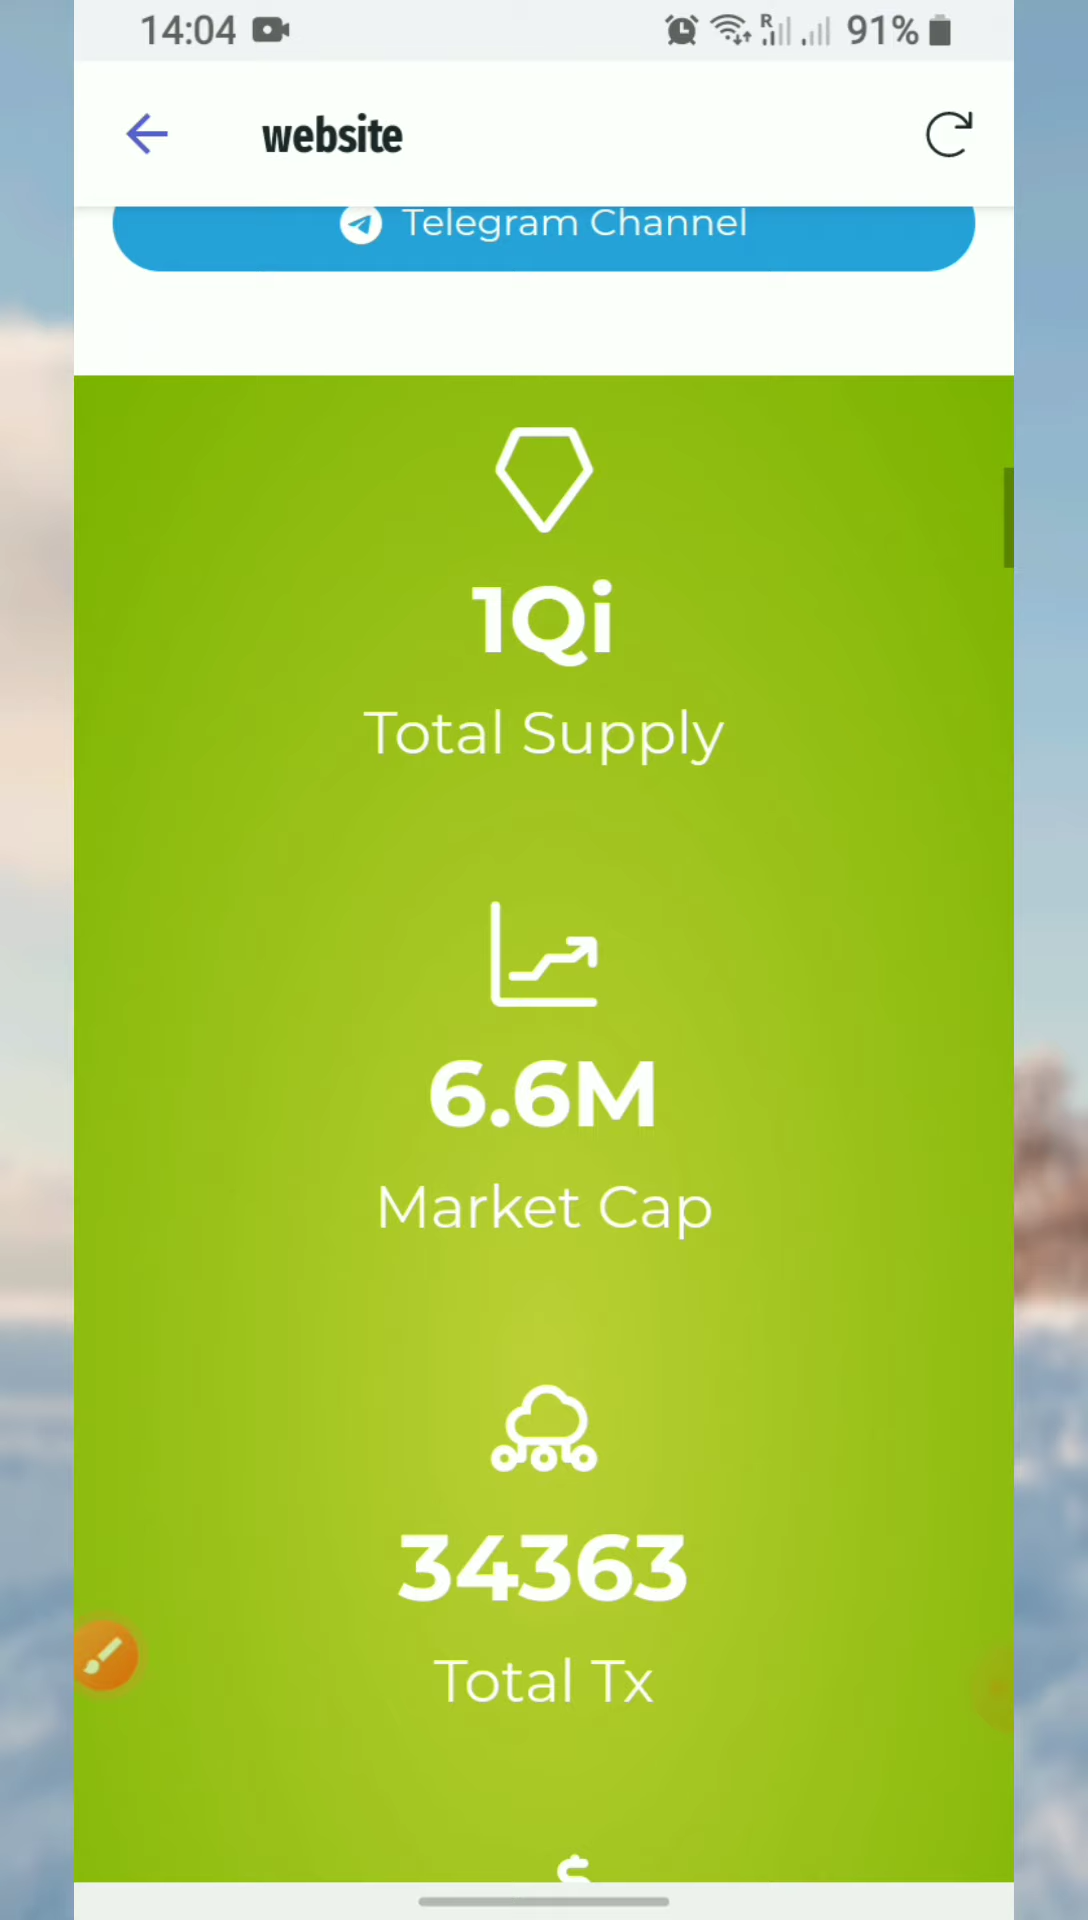 14:04
R
91%
website
Telegram Channel
1Qi
Total Supply
6.6M
Market Cap
34363
Total Tx
$